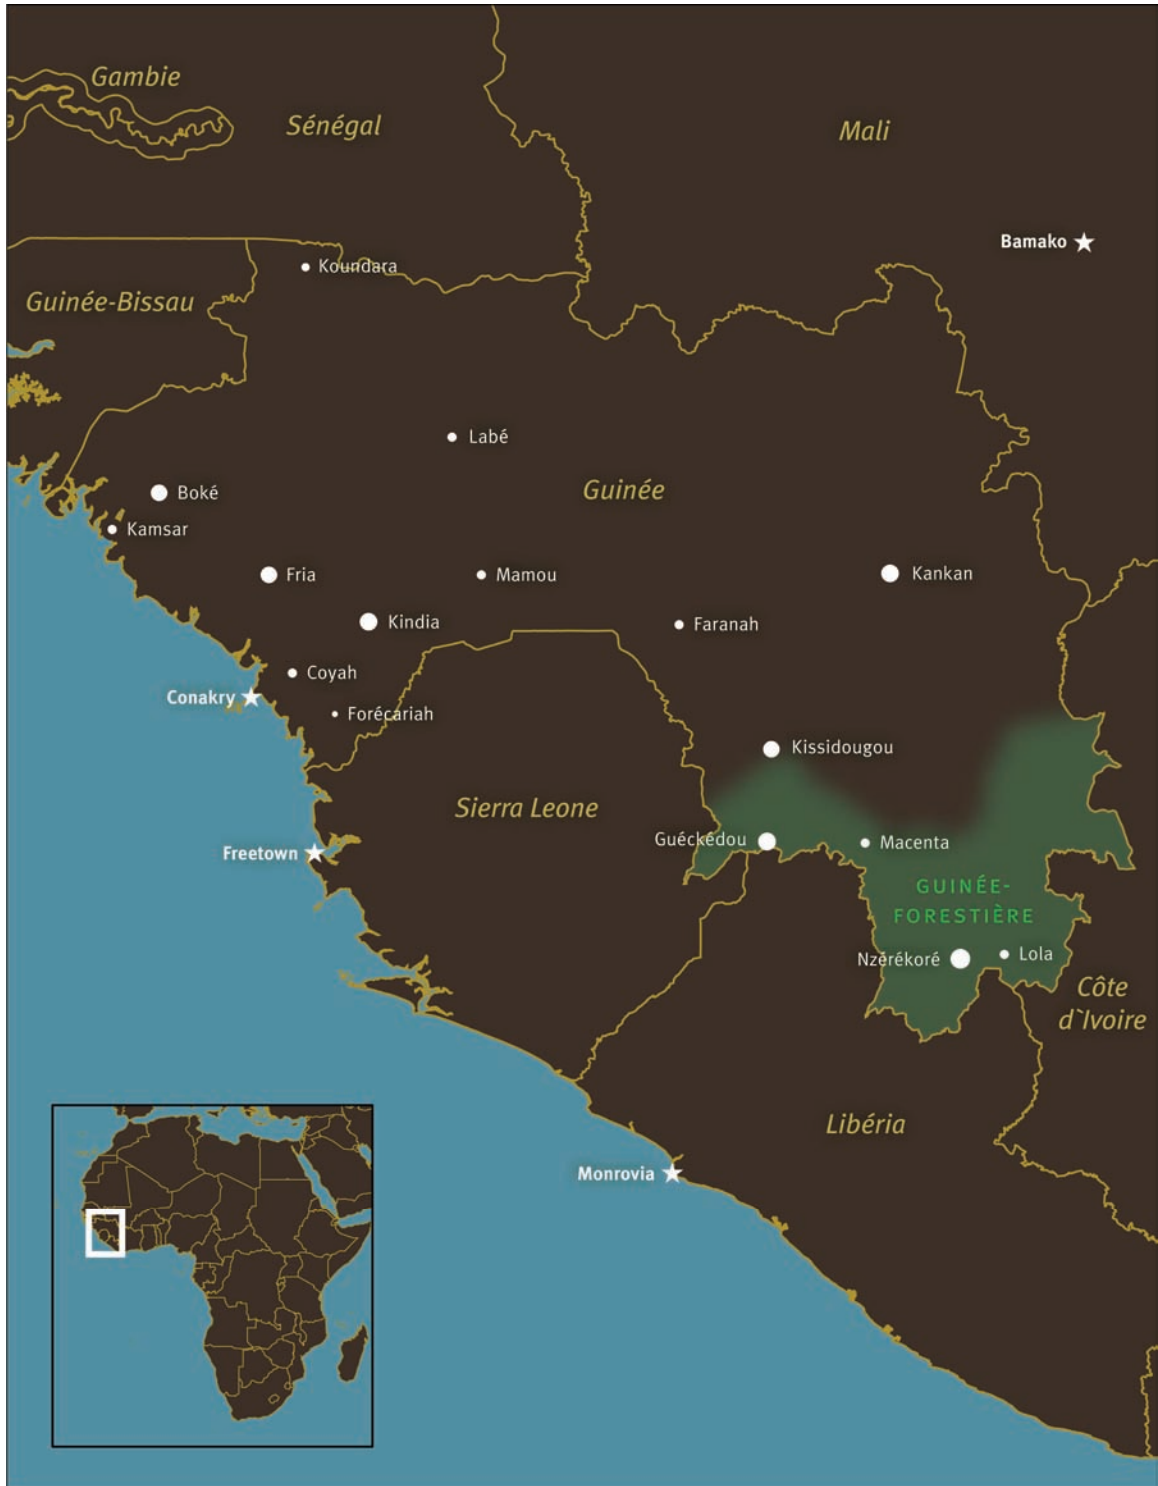 Gambie
Sénégal
Mali
Bamako
Koundara
Guinée-Bissau
Labé
Guinée
Boké
Kamsar
Fria
Mamou
Kankan
Kindia
Faranah
Coyah
Conakry
Forécariah
Kissidougou
Sierra Leone
Guéckédou
Macenta
Freetown
GUINÉE-
FORESTIÈRE
Nzérékoré
Lola
Côte
d`Ivoire
Libéria
Monrovia